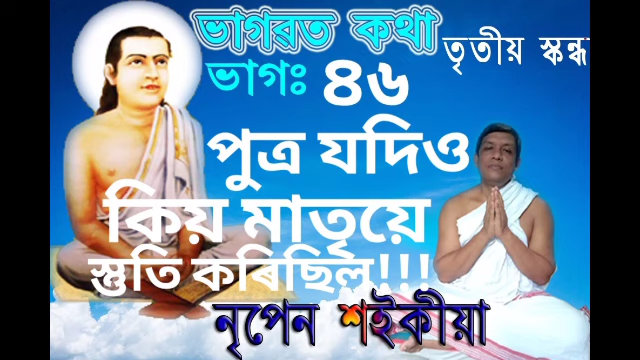 ভাগৱত কথা
তৃতীয় স্কন্ধ
ভাগঃ ৪৬
পুত্ৰ যদিও
কিয় মাতৃয়ে
স্তুতি কৰিছিল!!!
নৃপেন শইকীয়া